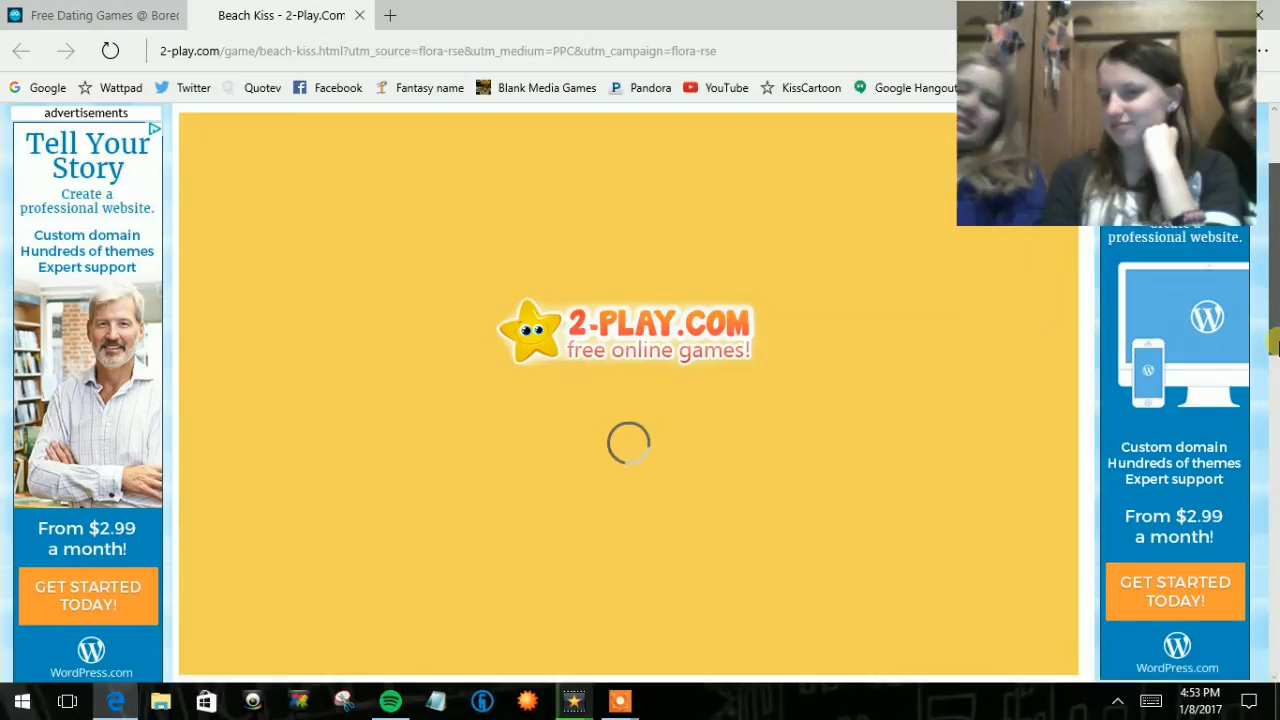 Free Dating Games @ Bored
Beach Kiss - 2-Play.Com
2-play.com/game/beach-kiss.html?utm_source=flora-rse&utm_medium=PPC&utm_campaign=flora-rse
Google
Wattpad
Twitter
Quotev
Facebook
Fantasy name
Blank Media Games
Pandora
YouTube
KissCartoon
Google Hangout
advertisements
Tell Your
Story
Create a
professional website.
Custom domain
Hundreds of themes
Expert support
From $2.99
a month!
GET STARTED
TODAY!
WordPress.com
2-PLAY.COM
free online games!
professional website.
Custom domain
Hundreds of themes
Expert support
From $2.99
a month!
GET STARTED
TODAY!
WordPress.com
4:53 PM
1/8/2017